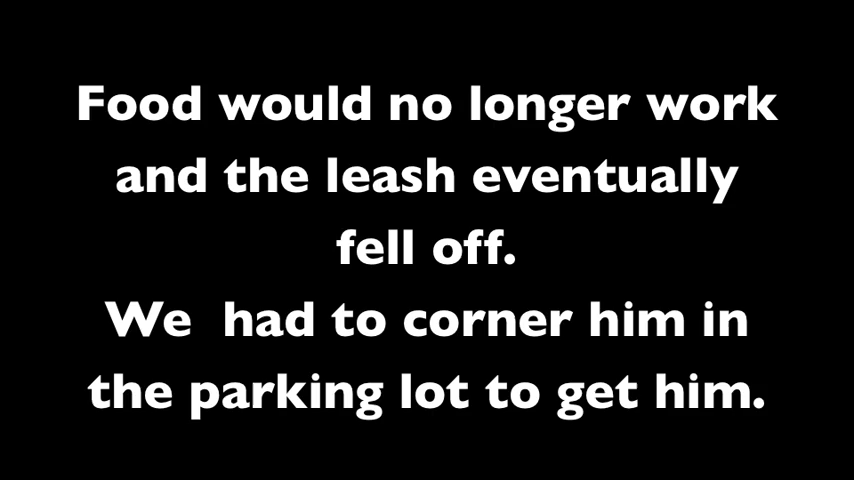 Food would no longer work
and the leash eventually
fell off.
We  had to corner him in
the parking lot to get him.